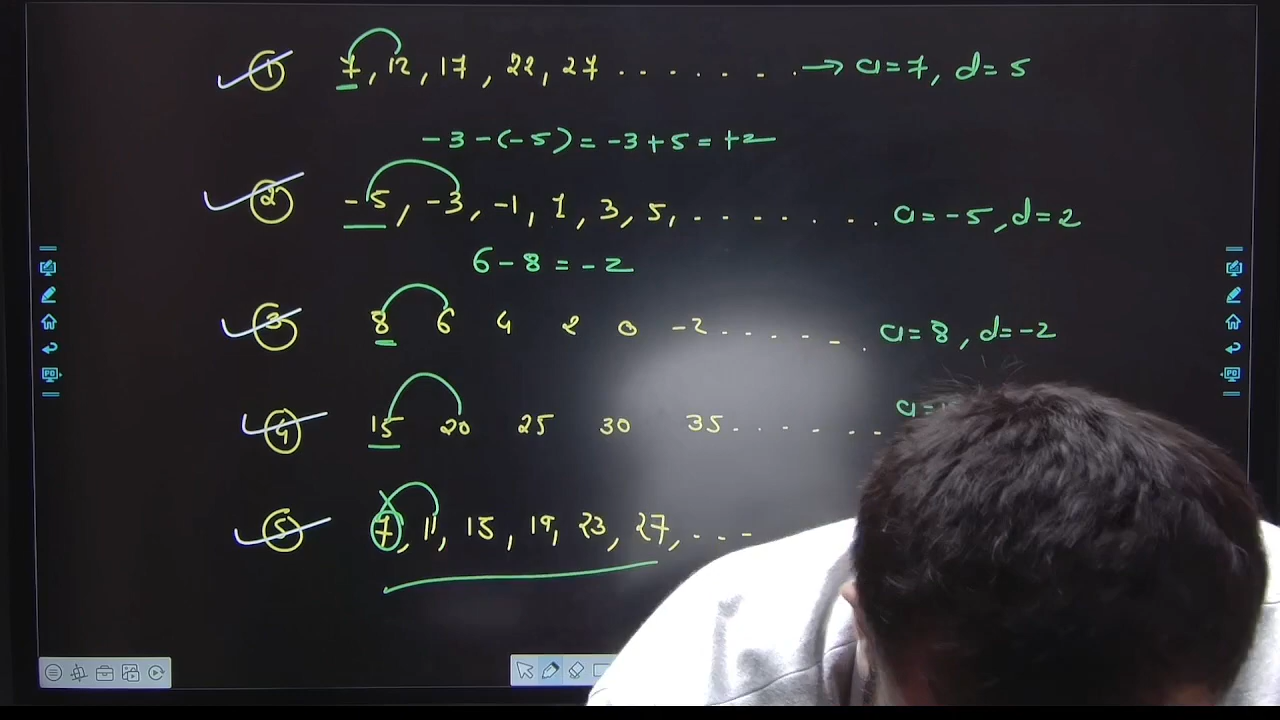 ① 7, 12, 17, 22, 27 ........ → a=7, d=5
-3-(-5) = -3+5 = +2
② -5, -3, -1, 1, 3, 5, ........ a=-5, d=2
6-8 = -2
③ 8 6 4 2 0 -2 ....... a=8, d=-2
④ 15 20 25 30 35 ....... a=
⑤ 7, 11, 15, 19, 23, 27, ...